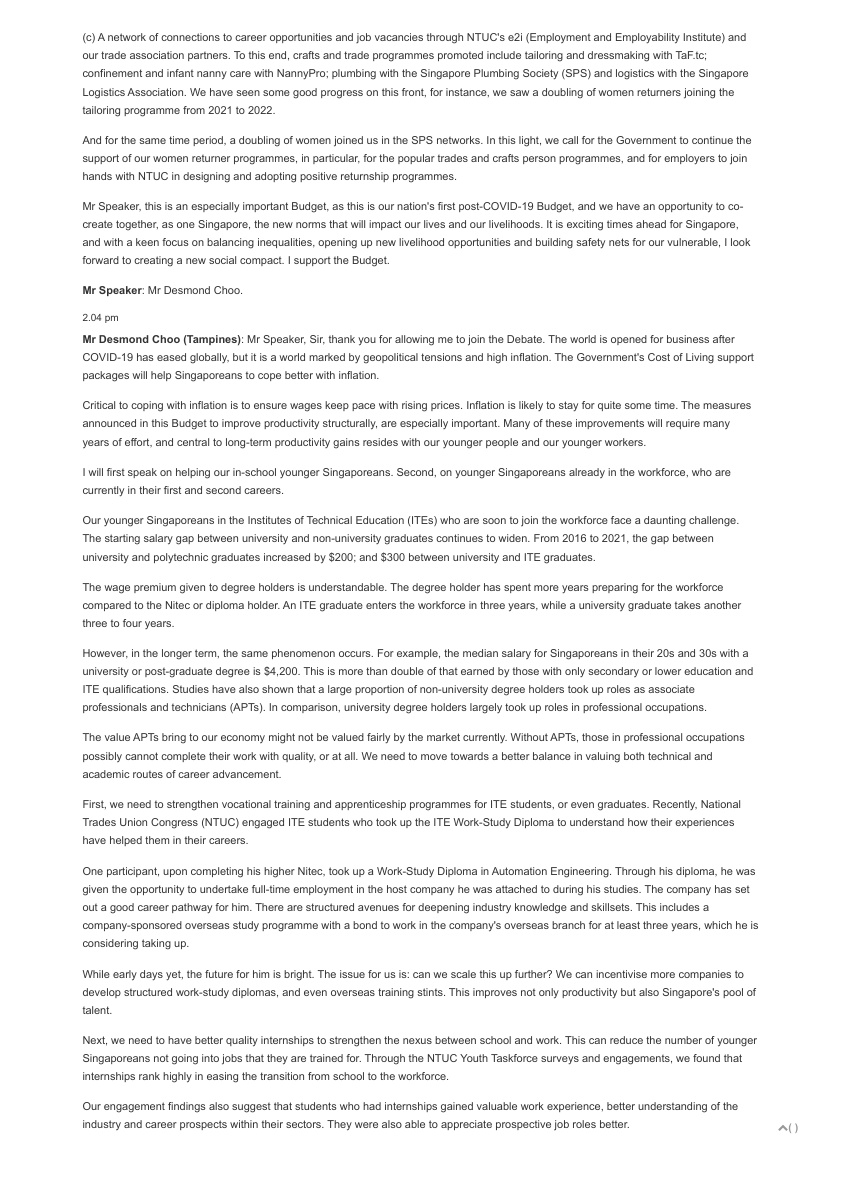 (c) A network of connections to career opportunities and job vacancies through NTUC's e2i (Employment and Employability Institute) and
our trade association partners. To this end, crafts and trade programmes promoted include tailoring and dressmaking with TaF.tc;
confinement and infant nanny care with NannyPro; plumbing with the Singapore Plumbing Society (SPS) and logistics with the Singapore
Logistics Association. We have seen some good progress on this front, for instance, we saw a doubling of women returners joining the
tailoring programme from 2021 to 2022.
And for the same time period, a doubling of women joined us in the SPS networks. In this light, we call for the Government to continue the
support of our women returner programmes, in particular, for the popular trades and crafts person programmes, and for employers to join
hands with NTUC in designing and adopting positive returnship programmes.
Mr Speaker, this is an especially important Budget, as this is our nation's first post-COVID-19 Budget, and we have an opportunity to co-
create together, as one Singapore, the new norms that will impact our lives and our livelihoods. It is exciting times ahead for Singapore,
and with a keen focus on balancing inequalities, opening up new livelihood opportunities and building safety nets for our vulnerable, I look
forward to creating a new social compact. I support the Budget.
Mr Speaker: Mr Desmond Choo.
2.04 pm
Mr Desmond Choo (Tampines): Mr Speaker, Sir, thank you for allowing me to join the Debate. The world is opened for business after
COVID-19 has eased globally, but it is a world marked by geopolitical tensions and high inflation. The Government's Cost of Living support
packages will help Singaporeans to cope better with inflation.
Critical to coping with inflation is to ensure wages keep pace with rising prices. Inflation is likely to stay for quite some time. The measures
announced in this Budget to improve productivity structurally, are especially important. Many of these improvements will require many
years of effort, and central to long-term productivity gains resides with our younger people and our younger workers.
I will first speak on helping our in-school younger Singaporeans. Second, on younger Singaporeans already in the workforce, who are
currently in their first and second careers.
Our younger Singaporeans in the Institutes of Technical Education (ITEs) who are soon to join the workforce face a daunting challenge.
The starting salary gap between university and non-university graduates continues to widen. From 2016 to 2021, the gap between
university and polytechnic graduates increased by $200; and $300 between university and ITE graduates.
The wage premium given to degree holders is understandable. The degree holder has spent more years preparing for the workforce
compared to the Nitec or diploma holder. An ITE graduate enters the workforce in three years, while a university graduate takes another
three to four years.
However, in the longer term, the same phenomenon occurs. For example, the median salary for Singaporeans in their 20s and 30s with a
university or post-graduate degree is $4,200. This is more than double of that earned by those with only secondary or lower education and
ITE qualifications. Studies have also shown that a large proportion of non-university degree holders took up roles as associate
professionals and technicians (APTs). In comparison, university degree holders largely took up roles in professional occupations.
The value APTs bring to our economy might not be valued fairly by the market currently. Without APTs, those in professional occupations
possibly cannot complete their work with quality, or at all. We need to move towards a better balance in valuing both technical and
academic routes of career advancement.
First, we need to strengthen vocational training and apprenticeship programmes for ITE students, or even graduates. Recently, National
Trades Union Congress (NTUC) engaged ITE students who took up the ITE Work-Study Diploma to understand how their experiences
have helped them in their careers.
One participant, upon completing his higher Nitec, took up a Work-Study Diploma in Automation Engineering. Through his diploma, he was
given the opportunity to undertake full-time employment in the host company he was attached to during his studies. The company has set
out a good career pathway for him. There are structured avenues for deepening industry knowledge and skillsets. This includes a
company-sponsored overseas study programme with a bond to work in the company's overseas branch for at least three years, which he is
considering taking up.
While early days yet, the future for him is bright. The issue for us is: can we scale this up further? We can incentivise more companies to
develop structured work-study diplomas, and even overseas training stints. This improves not only productivity but also Singapore's pool of
talent.
Next, we need to have better quality internships to strengthen the nexus between school and work. This can reduce the number of younger
Singaporeans not going into jobs that they are trained for. Through the NTUC Youth Taskforce surveys and engagements, we found that
internships rank highly in easing the transition from school to the workforce.
Our engagement findings also suggest that students who had internships gained valuable work experience, better understanding of the
industry and career prospects within their sectors. They were also able to appreciate prospective job roles better.
( )